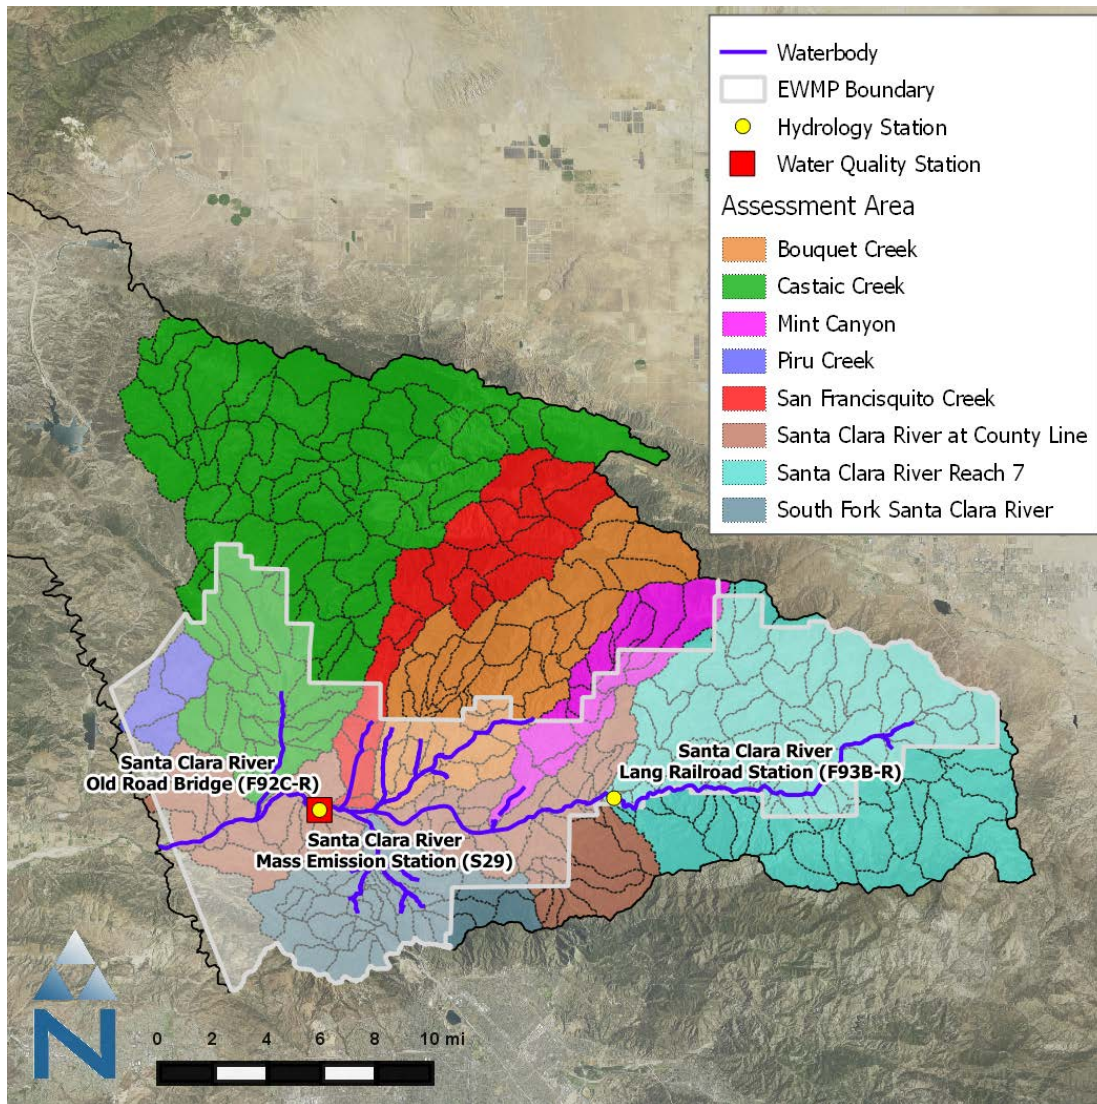 Waterbody
EWMP Boundary
Hydrology Station
Water Quality Station
Assessment Area
Bouquet Creek
Castaic Creek
Mint Canyon
Piru Creek
San Francisquito Creek
Santa Clara River at County Line
Santa Clara River Reach 7
South Fork Santa Clara River
Santa Clara River
Lang Railroad Station (F93B-R)
Santa Clara River
Old Road Bridge (F92C-R)
Santa Clara River
Mass Emission Station (S29)
N
0 2 4 6 8 10 mi